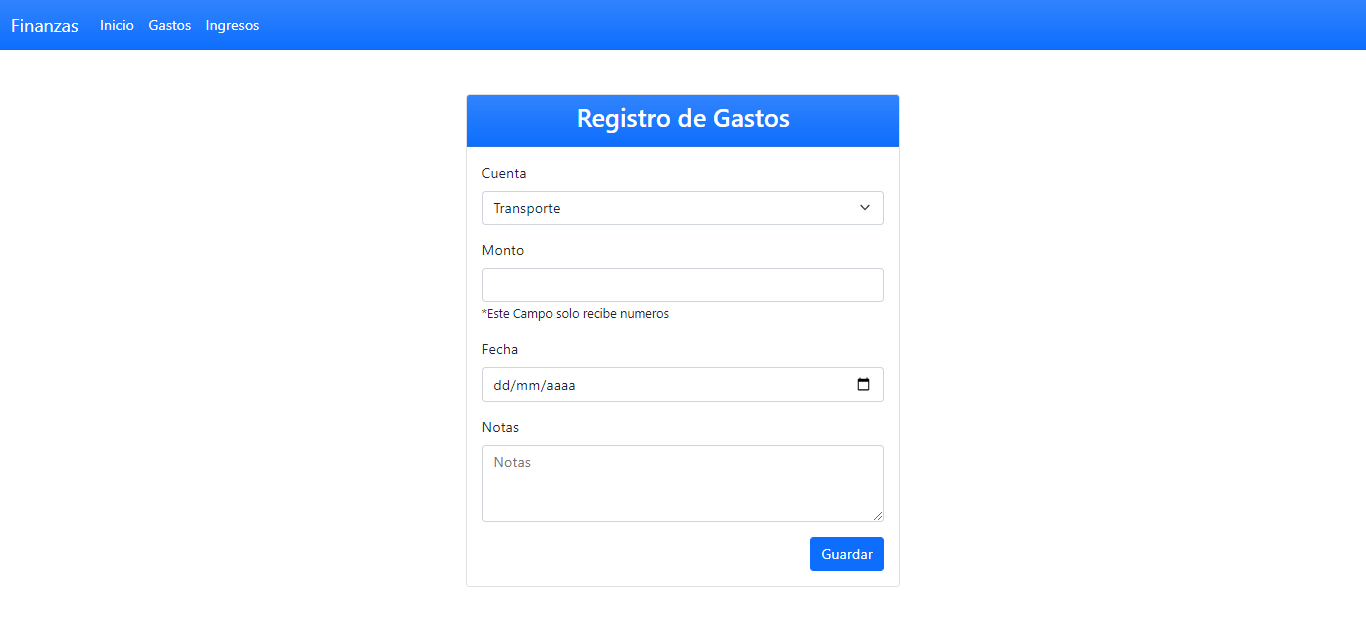 Finanzas Inicio Gastos Ingresos
Registro de Gastos
Cuenta
Transporte
Monto
*Este Campo solo recibe numeros
Fecha
dd/mm/aaaa
Notas
Notas
Guardar